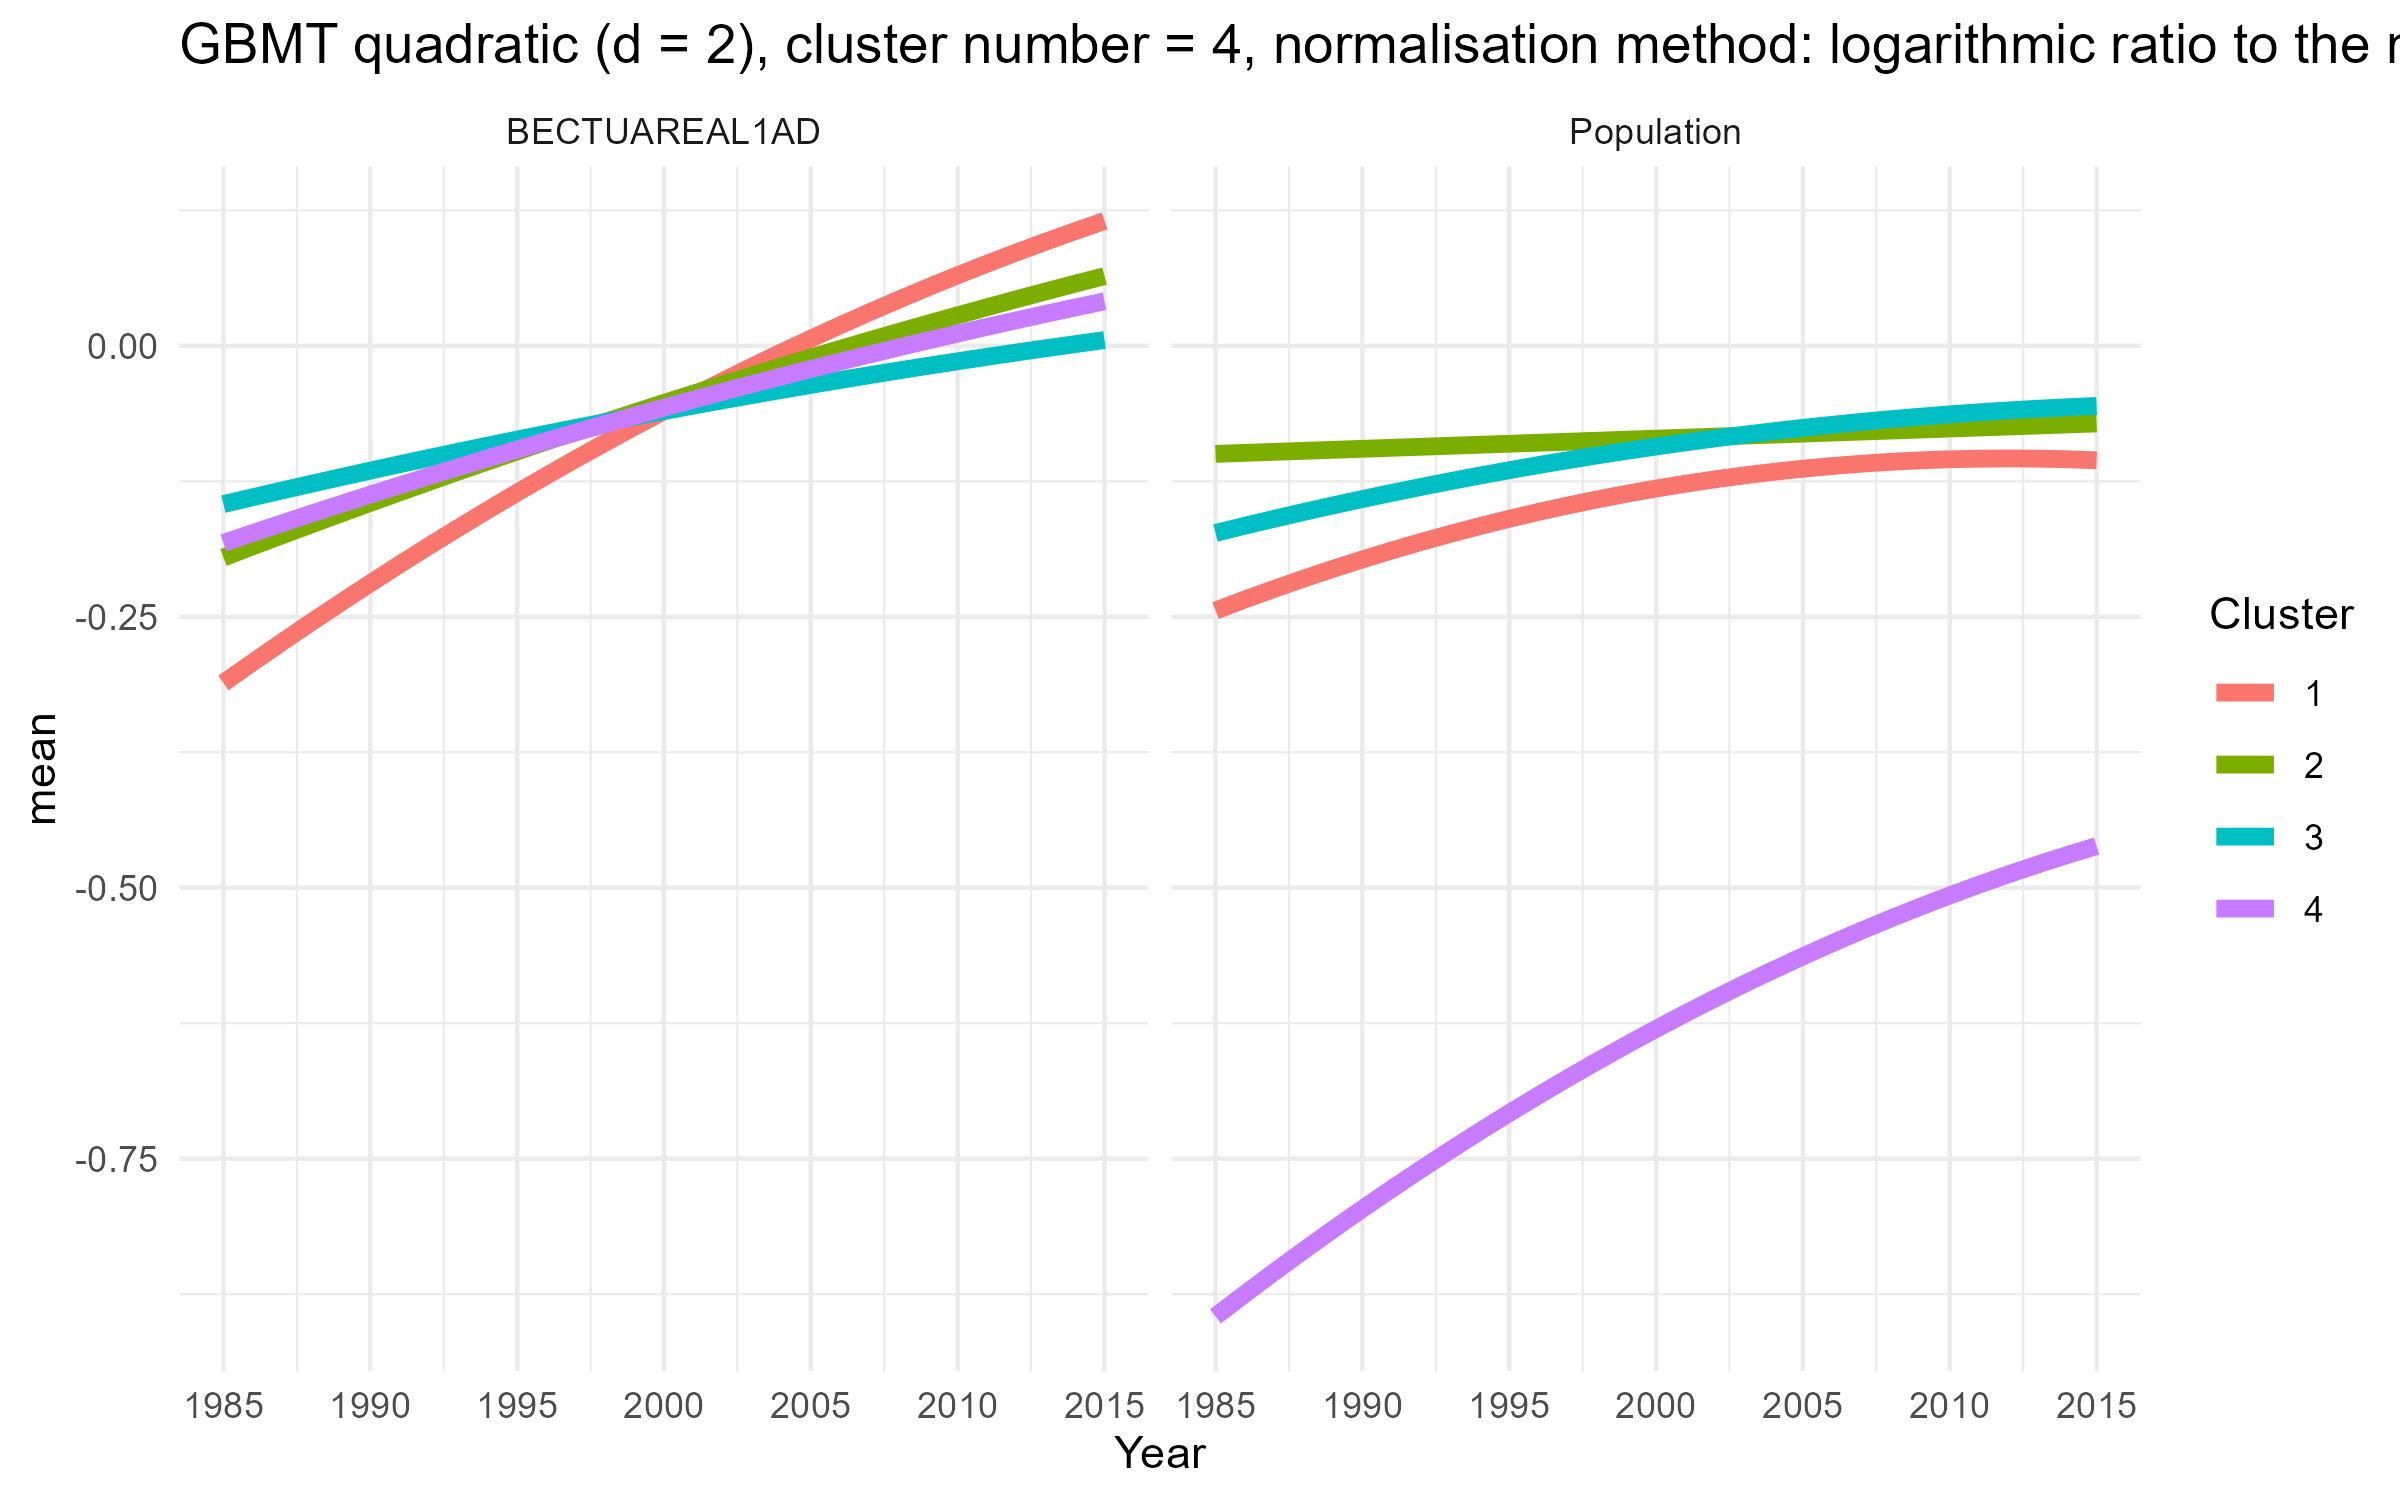 GBMT quadratic (d = 2), cluster number = 4, normalisation method: logarithmic ratio to the
BECTUAREAL1AD
Population
0.00
-0.25
-0.50
-0.75
mean
1985 1990 1995 2000 2005 2010 2015
1985 1990 1995 2000 2005 2010 2015
Year
Cluster
1
2
3
4